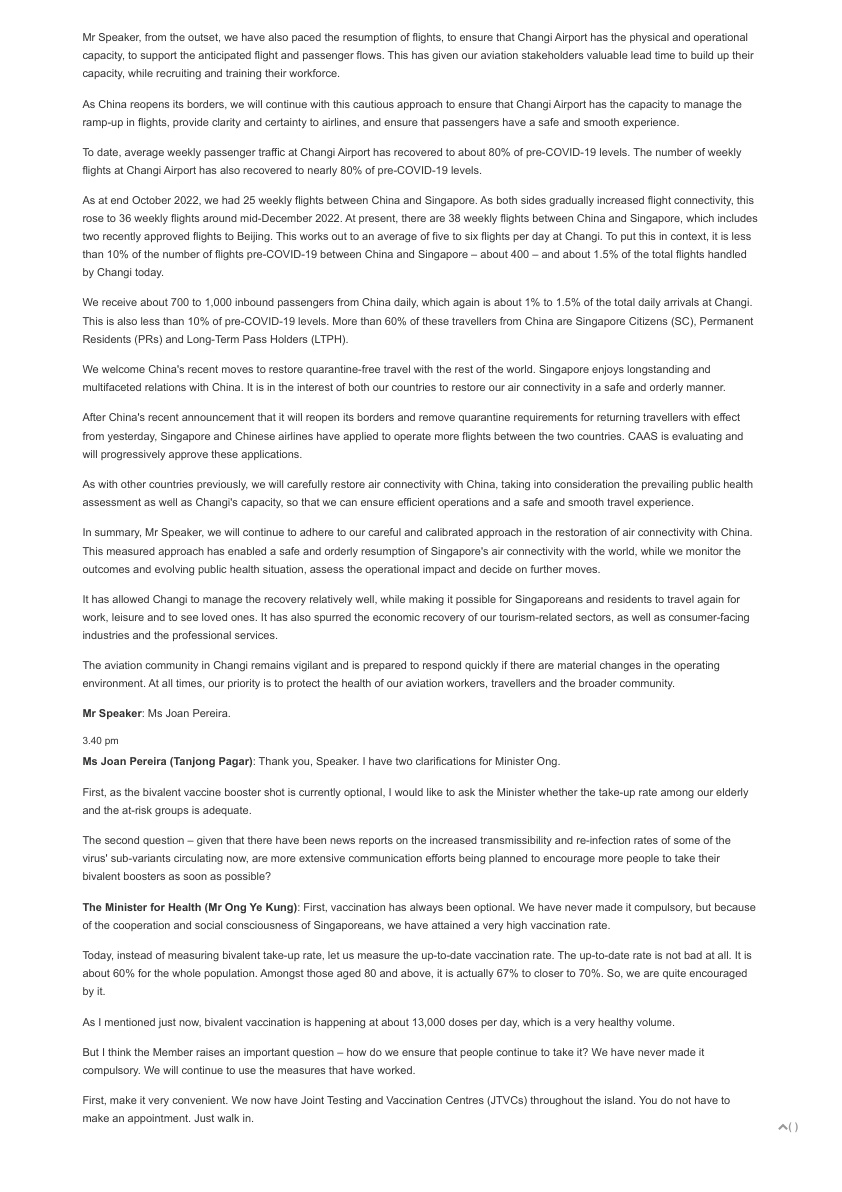 Mr Speaker, from the outset, we have also paced the resumption of flights, to ensure that Changi Airport has the physical and operational
capacity, to support the anticipated flight and passenger flows. This has given our aviation stakeholders valuable lead time to build up their
capacity, while recruiting and training their workforce.
As China reopens its borders, we will continue with this cautious approach to ensure that Changi Airport has the capacity to manage the
ramp-up in flights, provide clarity and certainty to airlines, and ensure that passengers have a safe and smooth experience.
To date, average weekly passenger traffic at Changi Airport has recovered to about 80% of pre-COVID-19 levels. The number of weekly
flights at Changi Airport has also recovered to nearly 80% of pre-COVID-19 levels.
As at end October 2022, we had 25 weekly flights between China and Singapore. As both sides gradually increased flight connectivity, this
rose to 36 weekly flights around mid-December 2022. At present, there are 38 weekly flights between China and Singapore, which includes
two recently approved flights to Beijing. This works out to an average of five to six flights per day at Changi. To put this in context, it is less
than 10% of the number of flights pre-COVID-19 between China and Singapore – about 400 – and about 1.5% of the total flights handled
by Changi today.
We receive about 700 to 1,000 inbound passengers from China daily, which again is about 1% to 1.5% of the total daily arrivals at Changi.
This is also less than 10% of pre-COVID-19 levels. More than 60% of these travellers from China are Singapore Citizens (SC), Permanent
Residents (PRs) and Long-Term Pass Holders (LTPH).
We welcome China's recent moves to restore quarantine-free travel with the rest of the world. Singapore enjoys longstanding and
multifaceted relations with China. It is in the interest of both our countries to restore our air connectivity in a safe and orderly manner.
After China's recent announcement that it will reopen its borders and remove quarantine requirements for returning travellers with effect
from yesterday, Singapore and Chinese airlines have applied to operate more flights between the two countries. CAAS is evaluating and
will progressively approve these applications.
As with other countries previously, we will carefully restore air connectivity with China, taking into consideration the prevailing public health
assessment as well as Changi's capacity, so that we can ensure efficient operations and a safe and smooth travel experience.
In summary, Mr Speaker, we will continue to adhere to our careful and calibrated approach in the restoration of air connectivity with China.
This measured approach has enabled a safe and orderly resumption of Singapore's air connectivity with the world, while we monitor the
outcomes and evolving public health situation, assess the operational impact and decide on further moves.
It has allowed Changi to manage the recovery relatively well, while making it possible for Singaporeans and residents to travel again for
work, leisure and to see loved ones. It has also spurred the economic recovery of our tourism-related sectors, as well as consumer-facing
industries and the professional services.
The aviation community in Changi remains vigilant and is prepared to respond quickly if there are material changes in the operating
environment. At all times, our priority is to protect the health of our aviation workers, travellers and the broader community.
Mr Speaker: Ms Joan Pereira.
3.40 pm
Ms Joan Pereira (Tanjong Pagar): Thank you, Speaker. I have two clarifications for Minister Ong.
First, as the bivalent vaccine booster shot is currently optional, I would like to ask the Minister whether the take-up rate among our elderly
and the at-risk groups is adequate.
The second question – given that there have been news reports on the increased transmissibility and re-infection rates of some of the
virus' sub-variants circulating now, are more extensive communication efforts being planned to encourage more people to take their
bivalent boosters as soon as possible?
The Minister for Health (Mr Ong Ye Kung): First, vaccination has always been optional. We have never made it compulsory, but because
of the cooperation and social consciousness of Singaporeans, we have attained a very high vaccination rate.
Today, instead of measuring bivalent take-up rate, let us measure the up-to-date vaccination rate. The up-to-date rate is not bad at all. It is
about 60% for the whole population. Amongst those aged 80 and above, it is actually 67% to closer to 70%. So, we are quite encouraged
by it.
As I mentioned just now, bivalent vaccination is happening at about 13,000 doses per day, which is a very healthy volume.
But I think the Member raises an important question – how do we ensure that people continue to take it? We have never made it
compulsory. We will continue to use the measures that have worked.
First, make it very convenient. We now have Joint Testing and Vaccination Centres (JTVCs) throughout the island. You do not have to
make an appointment. Just walk in.
( )